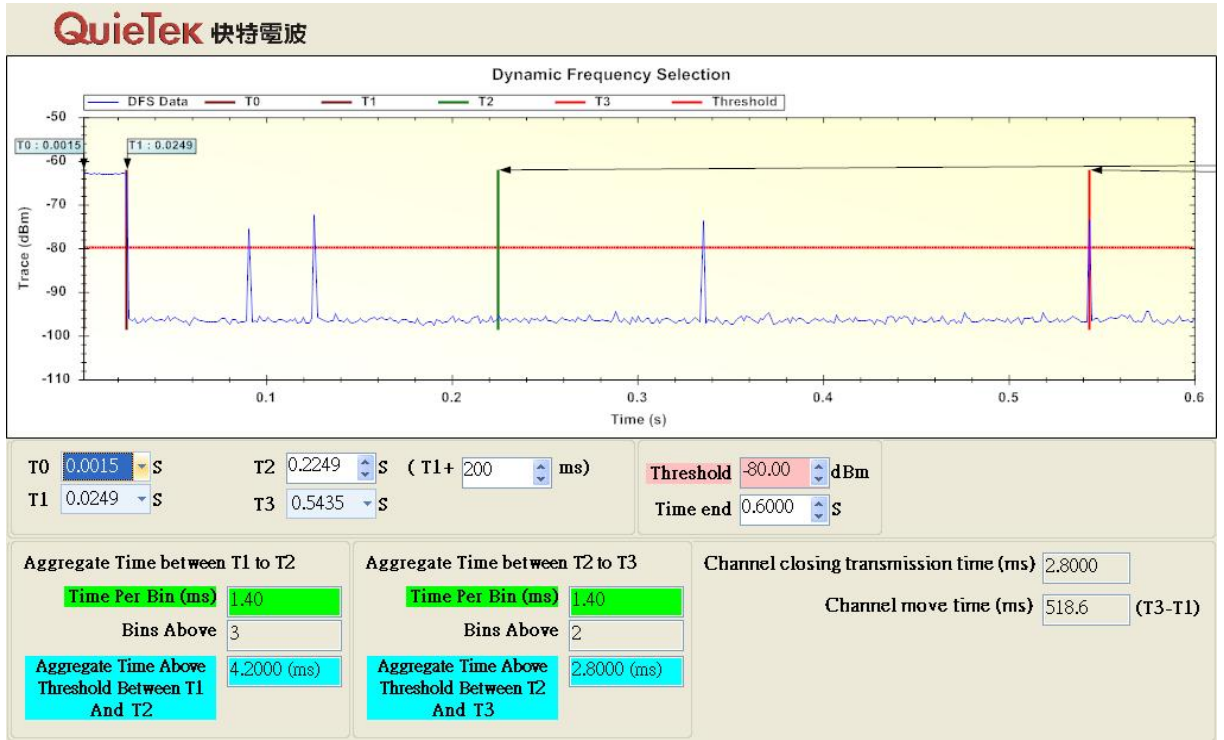 QuieTek 快特電波
Dynamic Frequency Selection
DFS Data T0 T1 T2 T3 Threshold
-50
T0 : 0.0015 T1 : 0.0249
-60
-70
-80
-90
-100
-110
Trace (dBm)
0.1 0.2 0.3 0.4 0.5 0.6
Time (s)
T0 0.0015 S T2 0.2249 S ( T1+ 200 ms) Threshold -80.00 dBm
T1 0.0249 S T3 0.5435 S Time end 0.6000 S
Aggregate Time between T1 to T2
Time Per Bin (ms) 1.40
Bins Above 3
Aggregate Time Above
Threshold Between T1
And T2
4.2000 (ms)
Aggregate Time between T2 to T3
Time Per Bin (ms) 1.40
Bins Above 2
Aggregate Time Above
Threshold Between T2
And T3
2.8000 (ms)
Channel closing transmission time (ms) 2.8000
Channel move time (ms) 518.6 (T3-T1)